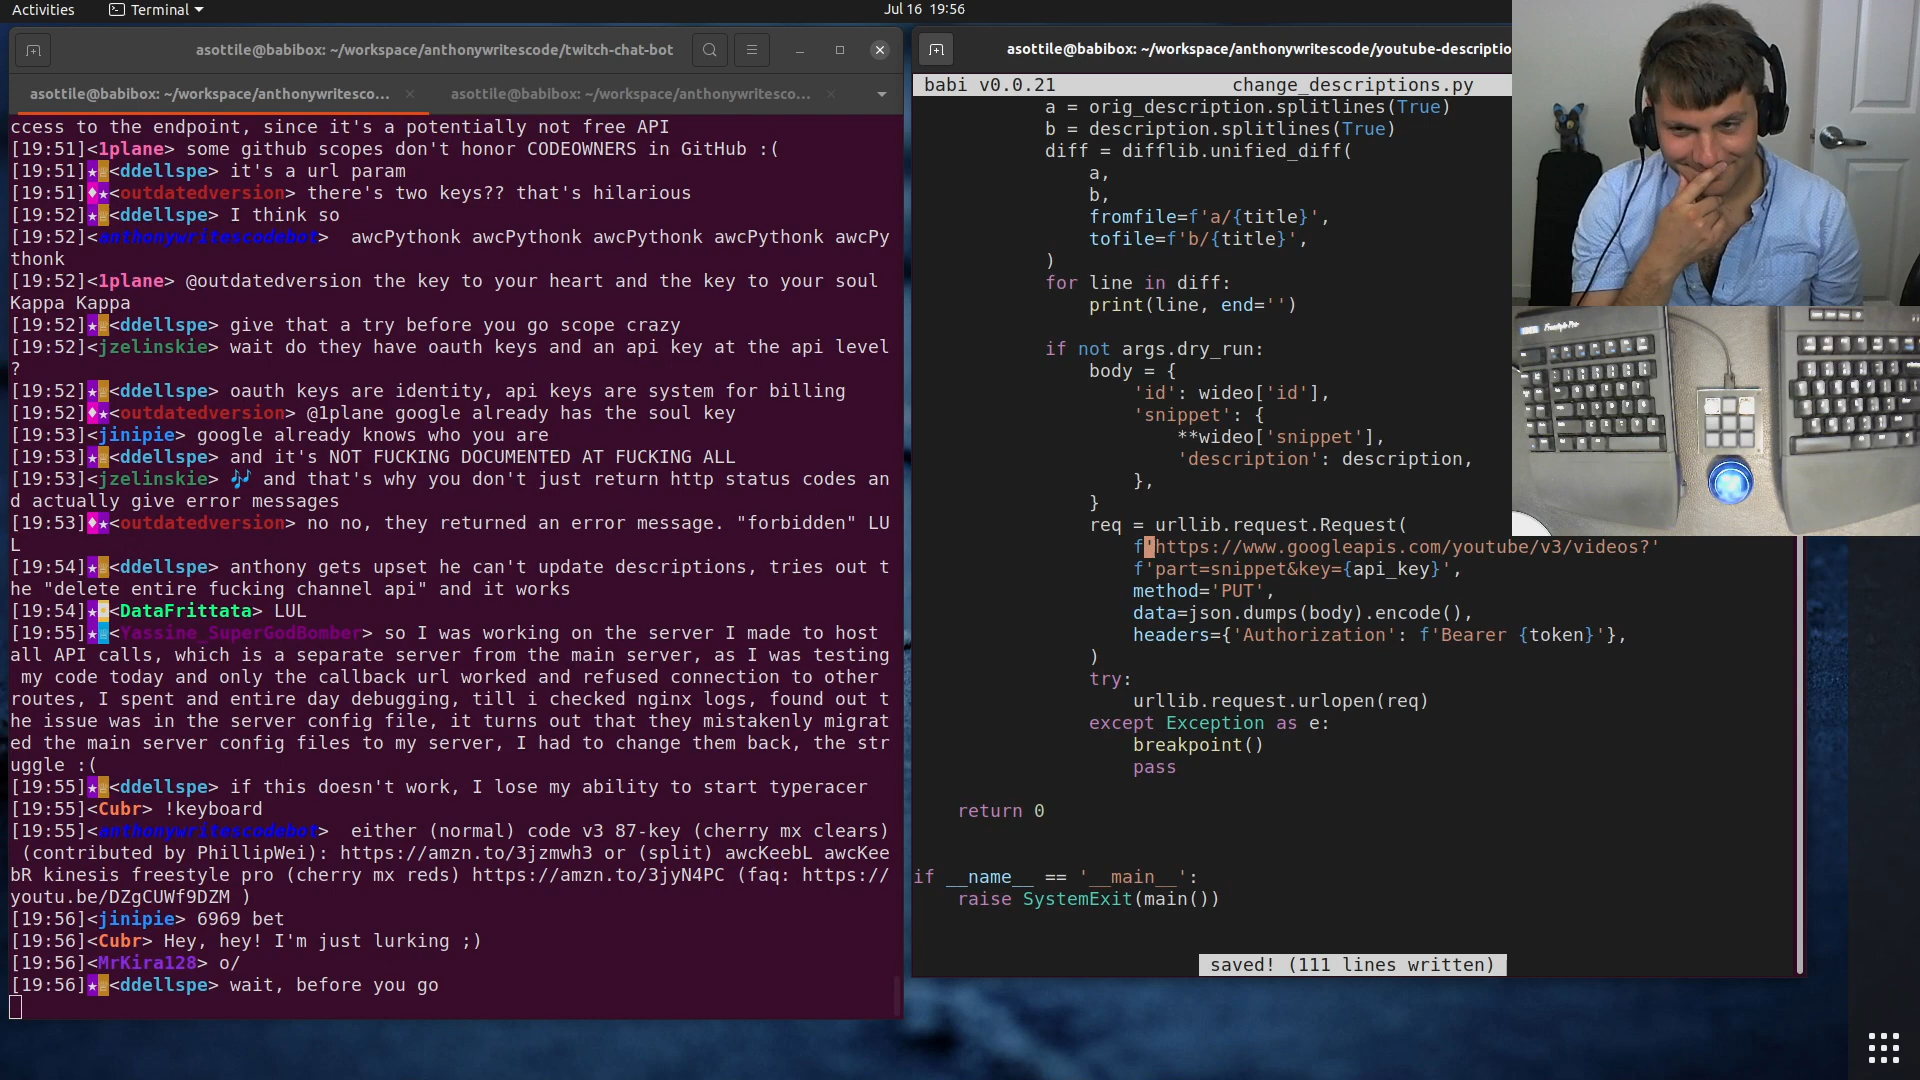 Activities
Terminal
Jul 16 19:56
asottile@babibox: ~/workspace/anthonywritescode/twitch-chat-bot
asottile@babibox: ~/workspace/anthonywritesco...
asottile@babibox: ~/workspace/anthonywritesco...
ccess to the endpoint, since it's a potentially not free API
[19:51]<1plane> some github scopes don't honor CODEOWNERS in GitHub :(
[19:51]★<ddellspe> it's a url param
[19:51]♦★<outdatedversion> there's two keys?? that's hilarious
[19:52]★<ddellspe> I think so
[19:52]<anthonywritescodebot>  awcPythonk awcPythonk awcPythonk awcPythonk awcPy
thonk
[19:52]<1plane> @outdatedversion the key to your heart and the key to your soul
Kappa Kappa
[19:52]★<ddellspe> give that a try before you go scope crazy
[19:52]<jzelinskie> wait do they have oauth keys and an api key at the api level
?
[19:52]★<ddellspe> oauth keys are identity, api keys are system for billing
[19:52]♦★<outdatedversion> @1plane google already has the soul key
[19:53]<jinipie> google already knows who you are
[19:53]★<ddellspe> and it's NOT FUCKING DOCUMENTED AT FUCKING ALL
[19:53]<jzelinskie> 🎶 and that's why you don't just return http status codes an
d actually give error messages
[19:53]♦★<outdatedversion> no no, they returned an error message. "forbidden" LU
L
[19:54]★<ddellspe> anthony gets upset he can't update descriptions, tries out t
he "delete entire fucking channel api" and it works
[19:54]★<DataFrittata> LUL
[19:55]★<Yassine_SuperGodBomber> so I was working on the server I made to host
all API calls, which is a separate server from the main server, as I was testing
 my code today and only the callback url worked and refused connection to other
routes, I spent and entire day debugging, till i checked nginx logs, found out t
he issue was in the server config file, it turns out that they mistakenly migrat
ed the main server config files to my server, I had to change them back, the str
uggle :(
[19:55]★<ddellspe> if this doesn't work, I lose my ability to start typeracer
[19:55]<Cubr> !keyboard
[19:55]<anthonywritescodebot>  either (normal) code v3 87-key (cherry mx clears)
 (contributed by PhillipWei): https://amzn.to/3jzmwh3 or (split) awcKeebL awcKee
bR kinesis freestyle pro (cherry mx reds) https://amzn.to/3jyN4PC (faq: https://
youtu.be/DZgCUWf9DZM )
[19:56]<jinipie> 6969 bet
[19:56]<Cubr> Hey, hey! I'm just lurking ;)
[19:56]<MrKira128> o/
[19:56]★<ddellspe> wait, before you go
asottile@babibox: ~/workspace/anthonywritescode/youtube-descriptio
babi v0.0.21 change_descriptions.py
a = orig_description.splitlines(True)
b = description.splitlines(True)
diff = difflib.unified_diff(
a,
b,
fromfile=f'a/{title}',
tofile=f'b/{title}',
)
for line in diff:
print(line, end='')
if not args.dry_run:
body = {
'id': wideo['id'],
'snippet': {
**wideo['snippet'],
'description': description,
},
}
req = urllib.request.Request(
f'https://www.googleapis.com/youtube/v3/videos?'
f'part=snippet&key={api_key}',
method='PUT',
data=json.dumps(body).encode(),
headers={'Authorization': f'Bearer {token}'},
)
try:
urllib.request.urlopen(req)
except Exception as e:
breakpoint()
pass
return 0
if __name__ == '__main__':
raise SystemExit(main())
saved! (111 lines written)
Freestyle Pro